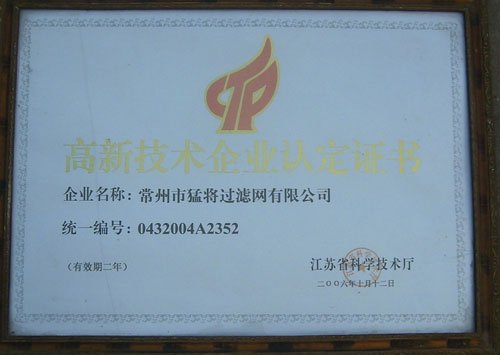 高新技术企业认定证书
企业名称：常州市猛将过滤网有限公司
统一编号：0432004A2352
（有效期二年）
江苏省科学技术厅
二００六年十月十二日